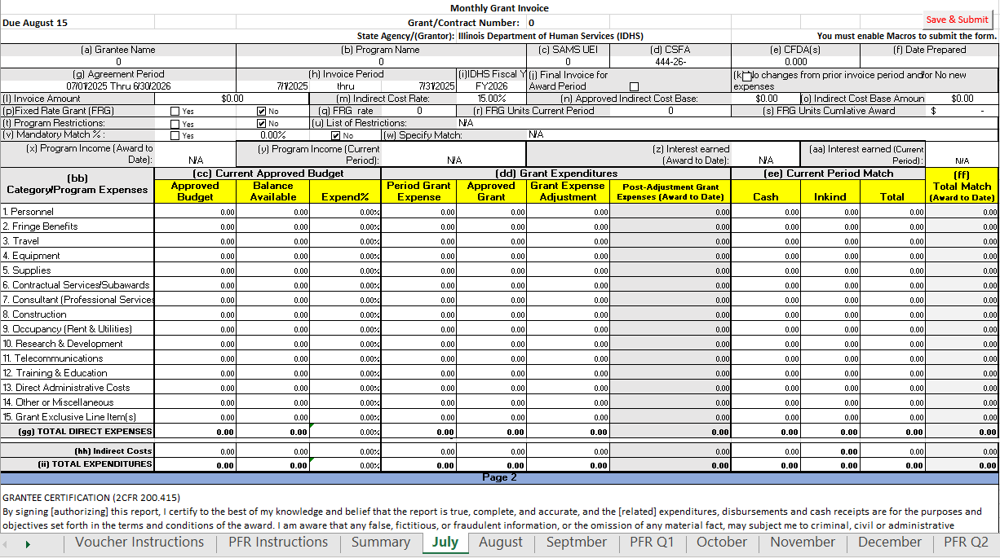 Monthly Grant Invoice
Due August 15 Grant/Contract Number: 0 Save & Submit
State Agency/(Grantor): Illinois Department of Human Services (IDHS) You must enable Macros to submit the form.
(a) Grantee Name (b) Program Name (c) SAMS UEI (d) CSFA (e) CFDA(s) (f) Date Prepared
0 0 0 444-26- 0.000
(g) Agreement Period (h) Invoice Period (i)IDHS Fiscal Y (j) Final Invoice for (k) No changes from prior invoice period and/or No new
07/01/2025 Thru 6/30/2026 7/1/2025 thru 7/31/2025 FY2026 Award Period expenses
(l) Invoice Amount $0.00 (m) Indirect Cost Rate: 15.00% (n) Approved Indirect Cost Base: $0.00 (o) Indirect Cost Base Amoun $0.00
(p)Fixed Rate Grant (FRG) Yes No (q) FRG rate 0 (r) FRG Units Current Period 0 (s) FRG Units Cumlative Award $ -
(t) Program Restrictions: Yes No (u) List of Restrictions: N/A
(v) Mandatory Match %: Yes 0.00% No (w) Specify Match: N/A
(x) Program Income (Award to (y) Program Income (Current (z) Interest earned (aa) Interest earned (Current
Date): N/A Period): N/A (Award to Date): N/A Period): N/A
(bb) (cc) Current Approved Budget (dd) Grant Expenditures (ee) Current Period Match (ff)
Category/Program Expenses Approved Balance Period Grant Approved Grant Expense Post-Adjustment Grant Total Match
Budget Available Expend% Expense Grant Adjustment Expenses (Award to Date) Cash Inkind Total (Award to Date)
1. Personnel 0.00 0.00 0.00% 0.00 0.00 0.00 0.00 0.00 0.00 0.00 0.00
2. Fringe Benefits 0.00 0.00 0.00% 0.00 0.00 0.00 0.00 0.00 0.00 0.00 0.00
3. Travel 0.00 0.00 0.00% 0.00 0.00 0.00 0.00 0.00 0.00 0.00 0.00
4. Equipment 0.00 0.00 0.00% 0.00 0.00 0.00 0.00 0.00 0.00 0.00 0.00
5. Supplies 0.00 0.00 0.00% 0.00 0.00 0.00 0.00 0.00 0.00 0.00 0.00
6. Contractual Services/Subawards 0.00 0.00 0.00% 0.00 0.00 0.00 0.00 0.00 0.00 0.00 0.00
7. Consultant (Professional Services 0.00 0.00 0.00% 0.00 0.00 0.00 0.00 0.00 0.00 0.00 0.00
8. Construction 0.00 0.00 0.00% 0.00 0.00 0.00 0.00 0.00 0.00 0.00 0.00
9. Occupancy (Rent & Utilities) 0.00 0.00 0.00% 0.00 0.00 0.00 0.00 0.00 0.00 0.00 0.00
10. Research & Development 0.00 0.00 0.00% 0.00 0.00 0.00 0.00 0.00 0.00 0.00 0.00
11. Telecommunications 0.00 0.00 0.00% 0.00 0.00 0.00 0.00 0.00 0.00 0.00 0.00
12. Training & Education 0.00 0.00 0.00% 0.00 0.00 0.00 0.00 0.00 0.00 0.00 0.00
13. Direct Administrative Costs 0.00 0.00 0.00% 0.00 0.00 0.00 0.00 0.00 0.00 0.00 0.00
14. Other or Miscellaneous 0.00 0.00 0.00% 0.00 0.00 0.00 0.00 0.00 0.00 0.00 0.00
15. Grant Exclusive Line Item(s) 0.00 0.00 0.00% 0.00 0.00 0.00 0.00 0.00 0.00 0.00 0.00
(gg) TOTAL DIRECT EXPENSES 0.00 0.00 0.00% 0.00 0.00 0.00 0.00 0.00 0.00 0.00 0.00
(hh) Indirect Costs 0.00 0.00 0.00% 0.00 0.00 0.00 0.00 0.00 0.00 0.00 0.00
(ii) TOTAL EXPENDITURES 0.00 0.00 0.00% 0.00 0.00 0.00 0.00 0.00 0.00 0.00 0.00
Page 2
GRANTEE CERTIFICATION (2CFR 200.415)
By signing [authorizing] this report, I certify to the best of my knowledge and belief that the report is true, complete, and accurate, and the [related] expenditures, disbursements and cash receipts are for the purposes and
objectives set forth in the terms and conditions of the award. I am aware that any false, fictitious, or fraudulent information, or the omission of any material fact, may subject me to criminal, civil or administrative
Voucher Instructions PFR Instructions Summary July August Septmber PFR Q1 October November December PFR Q2